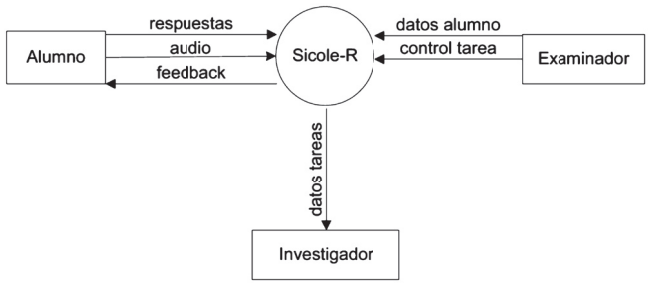 respuestas
datos alumno
Alumno
audio
Sicole-R
control tarea
Examinador
feedback
datos tareas
Investigador